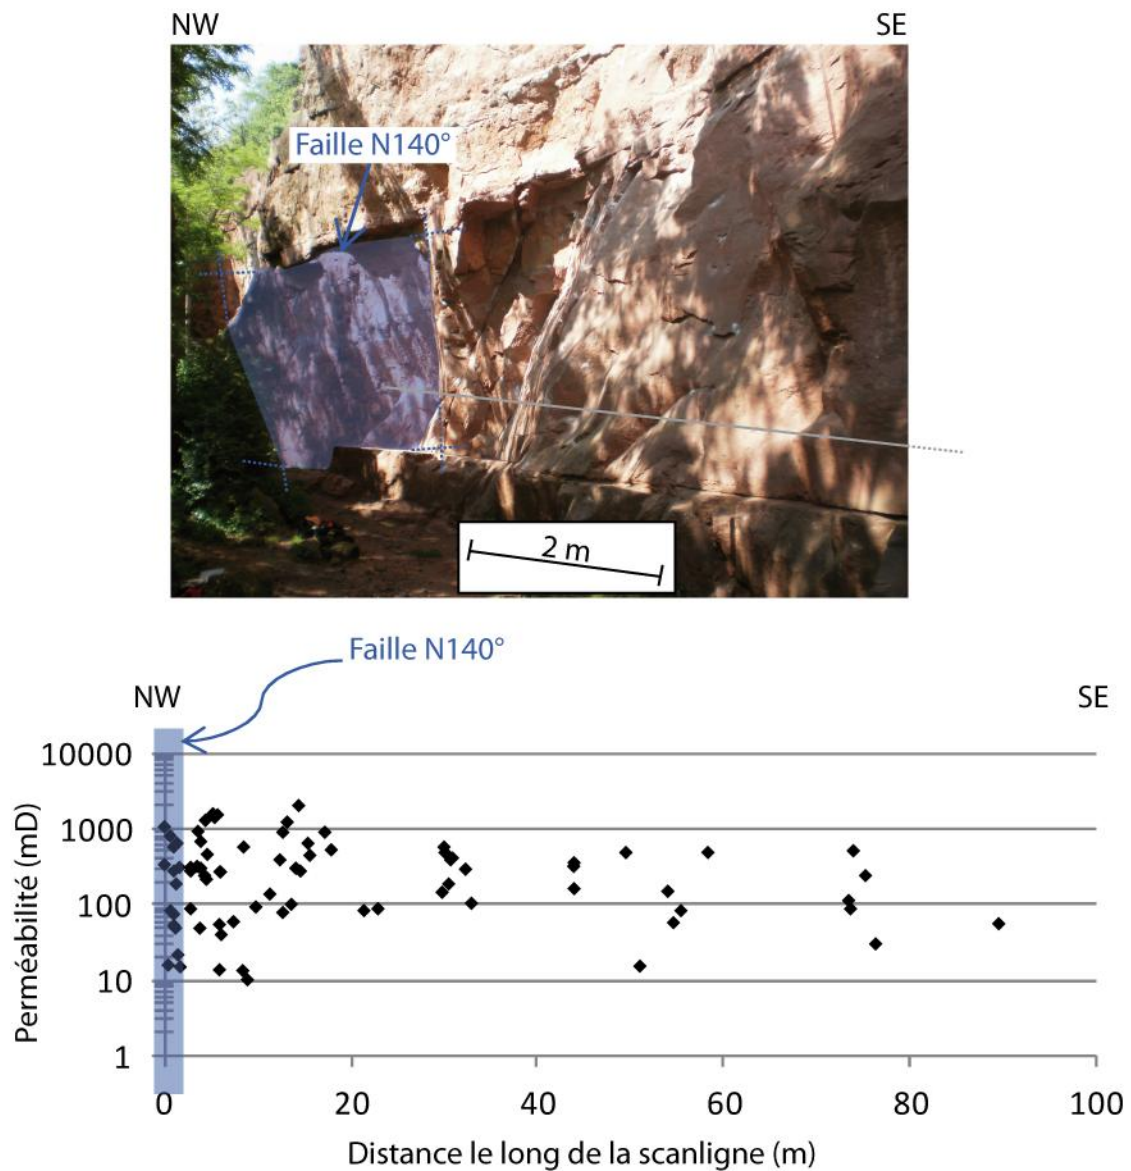 NW SE
Faille N140°
2 m
Faille N140°
NW SE
10000
1000
100
10
1
Perméabilité (mD)
0 20 40 60 80 100
Distance le long de la scanligne (m)